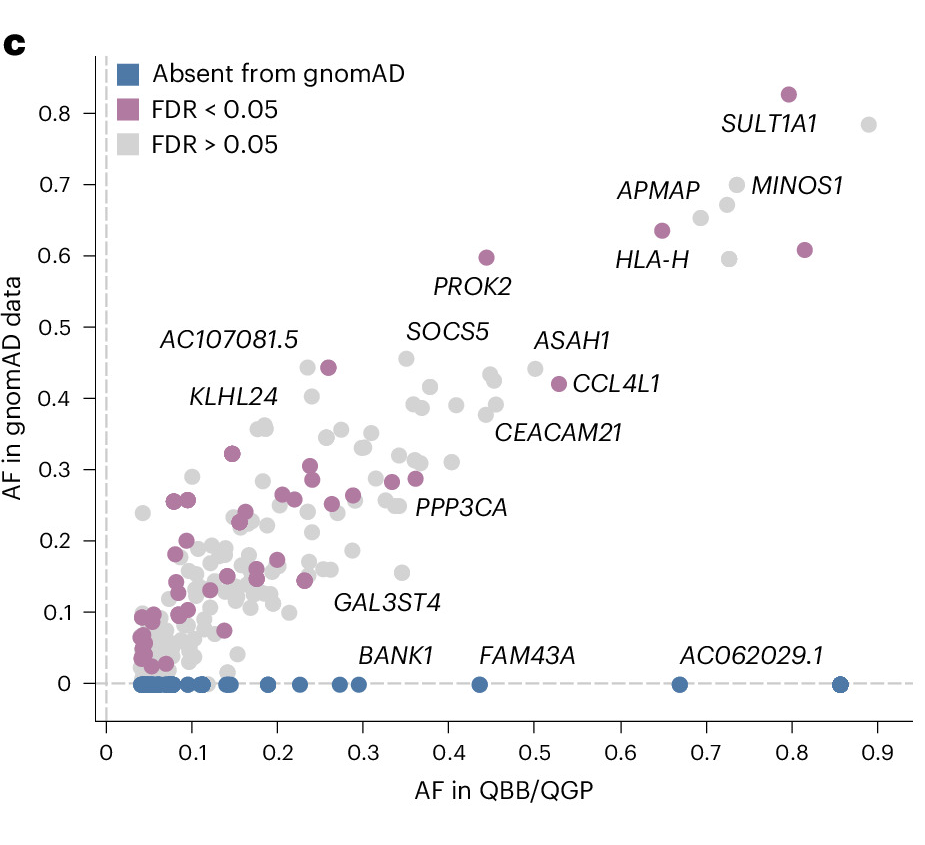 c
Absent from gnomAD
FDR < 0.05
FDR > 0.05
AF in gnomAD data
0.8
0.7
0.6
0.5
0.4
0.3
0.2
0.1
0
SULT1A1
APMAP
MINOS1
HLA-H
PROK2
SOCS5
AC107081.5
ASAH1
KLHL24
CCL4L1
CEACAM21
PPP3CA
GAL3ST4
BANK1
FAM43A
AC062029.1
0 0.1 0.2 0.3 0.4 0.5 0.6 0.7 0.8 0.9
AF in QBB/QGP